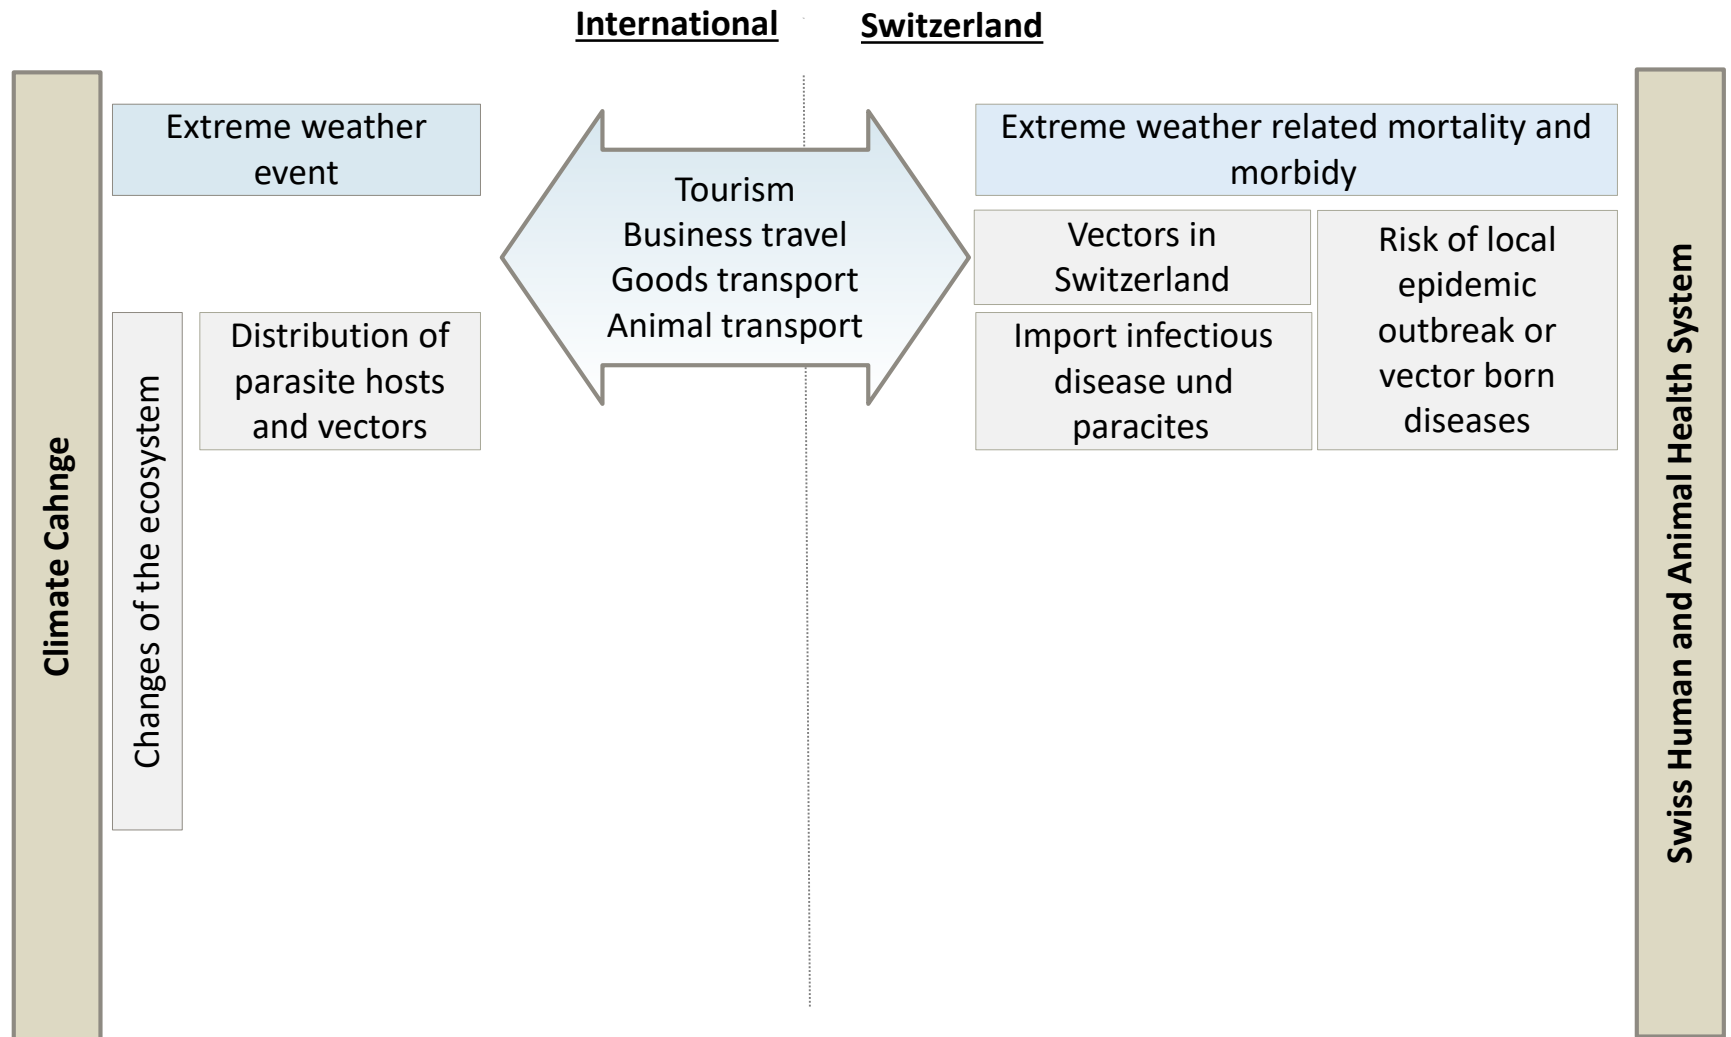 International
Switzerland
Climate Cahnge
Extreme weather
event
Changes of the ecosystem
Distribution of
parasite hosts
and vectors
Tourism
Business travel
Goods transport
Animal transport
Extreme weather related mortality and
morbidy
Vectors in
Switzerland
Import infectious
disease und
paracites
Risk of local
epidemic
outbreak or
vector born
diseases
Swiss Human and Animal Health System